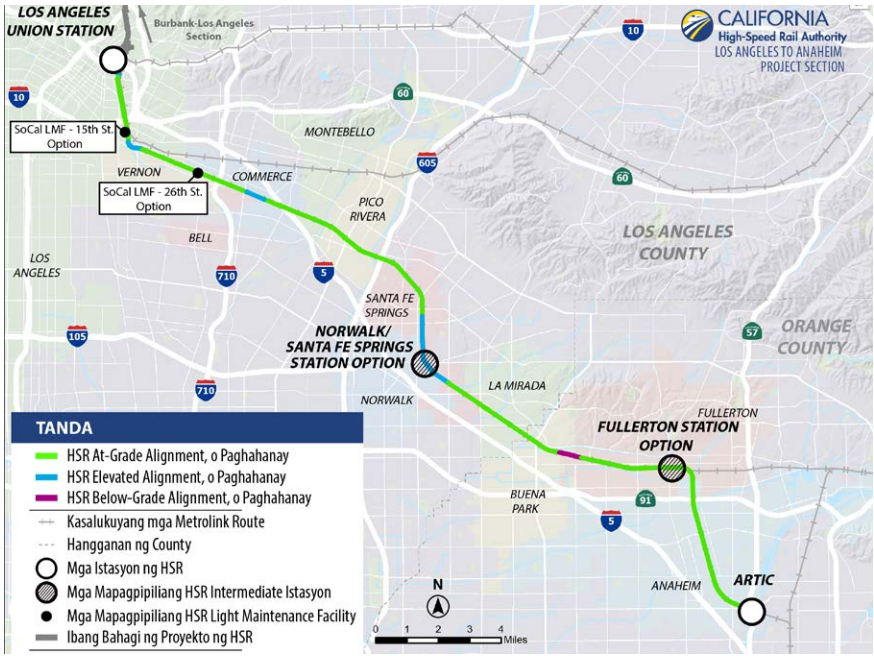 LOS ANGELES
UNION STATION
Burbank-Los Angeles
Section
CALIFORNIA
High-Speed Rail Authority
LOS ANGELES TO ANAHEIM
PROJECT SECTION
10
10
60
SoCal LMF - 15th St.
Option
MONTEBELLO
605
VERNON
COMMERCE
60
SoCal LMF - 26th St.
Option
PICO
RIVERA
BELL
LOS ANGELES
COUNTY
LOS
ANGELES
710
5
SANTA FE
SPRINGS
57
ORANGE
COUNTY
105
NORWALK/
SANTA FE SPRINGS
STATION OPTION
710
LA MIRADA
NORWALK
FULLERTON STATION
OPTION
FULLERTON
BUENA
PARK
91
5
ANAHEIM
ARTIC
TANDA
HSR At-Grade Alignment, o Paghahanay
HSR Elevated Alignment, o Paghahanay
HSR Below-Grade Alignment, o Paghahanay
Kasalukuyang mga Metrolink Route
Hangganan ng County
Mga Istasyon ng HSR
Mga Mapagpipiliang HSR Intermediate Istasyon
Mga Mapagpipiliang HSR Light Maintenance Facility
Ibang Bahagi ng Proyekto ng HSR
N
0 1 2 3 4
Miles